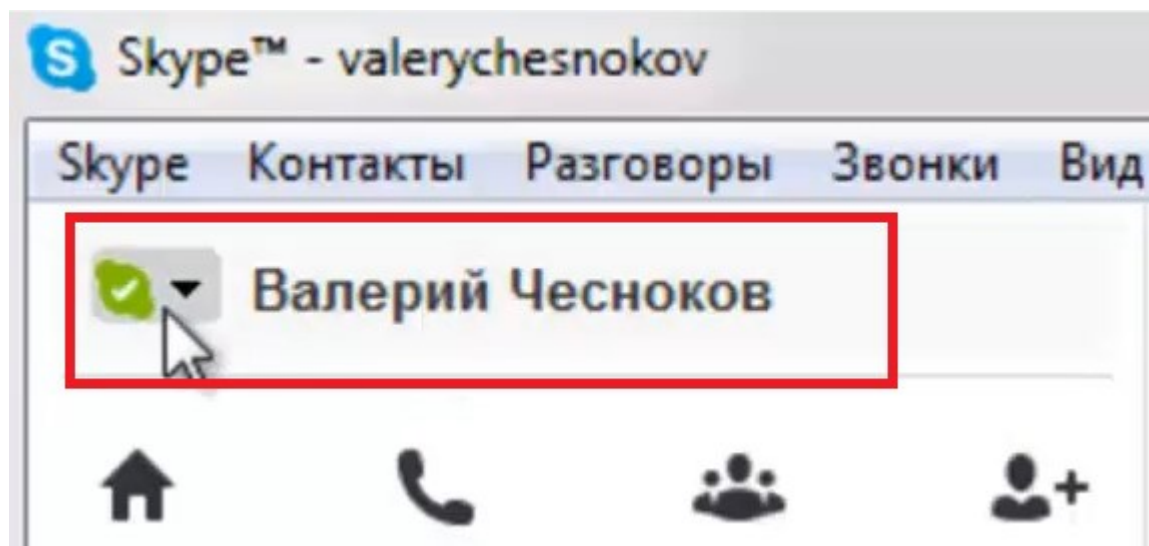 Skype™ - valerychesnokov
Skype Контакты Разговоры Звонки Вид
Валерий Чесноков